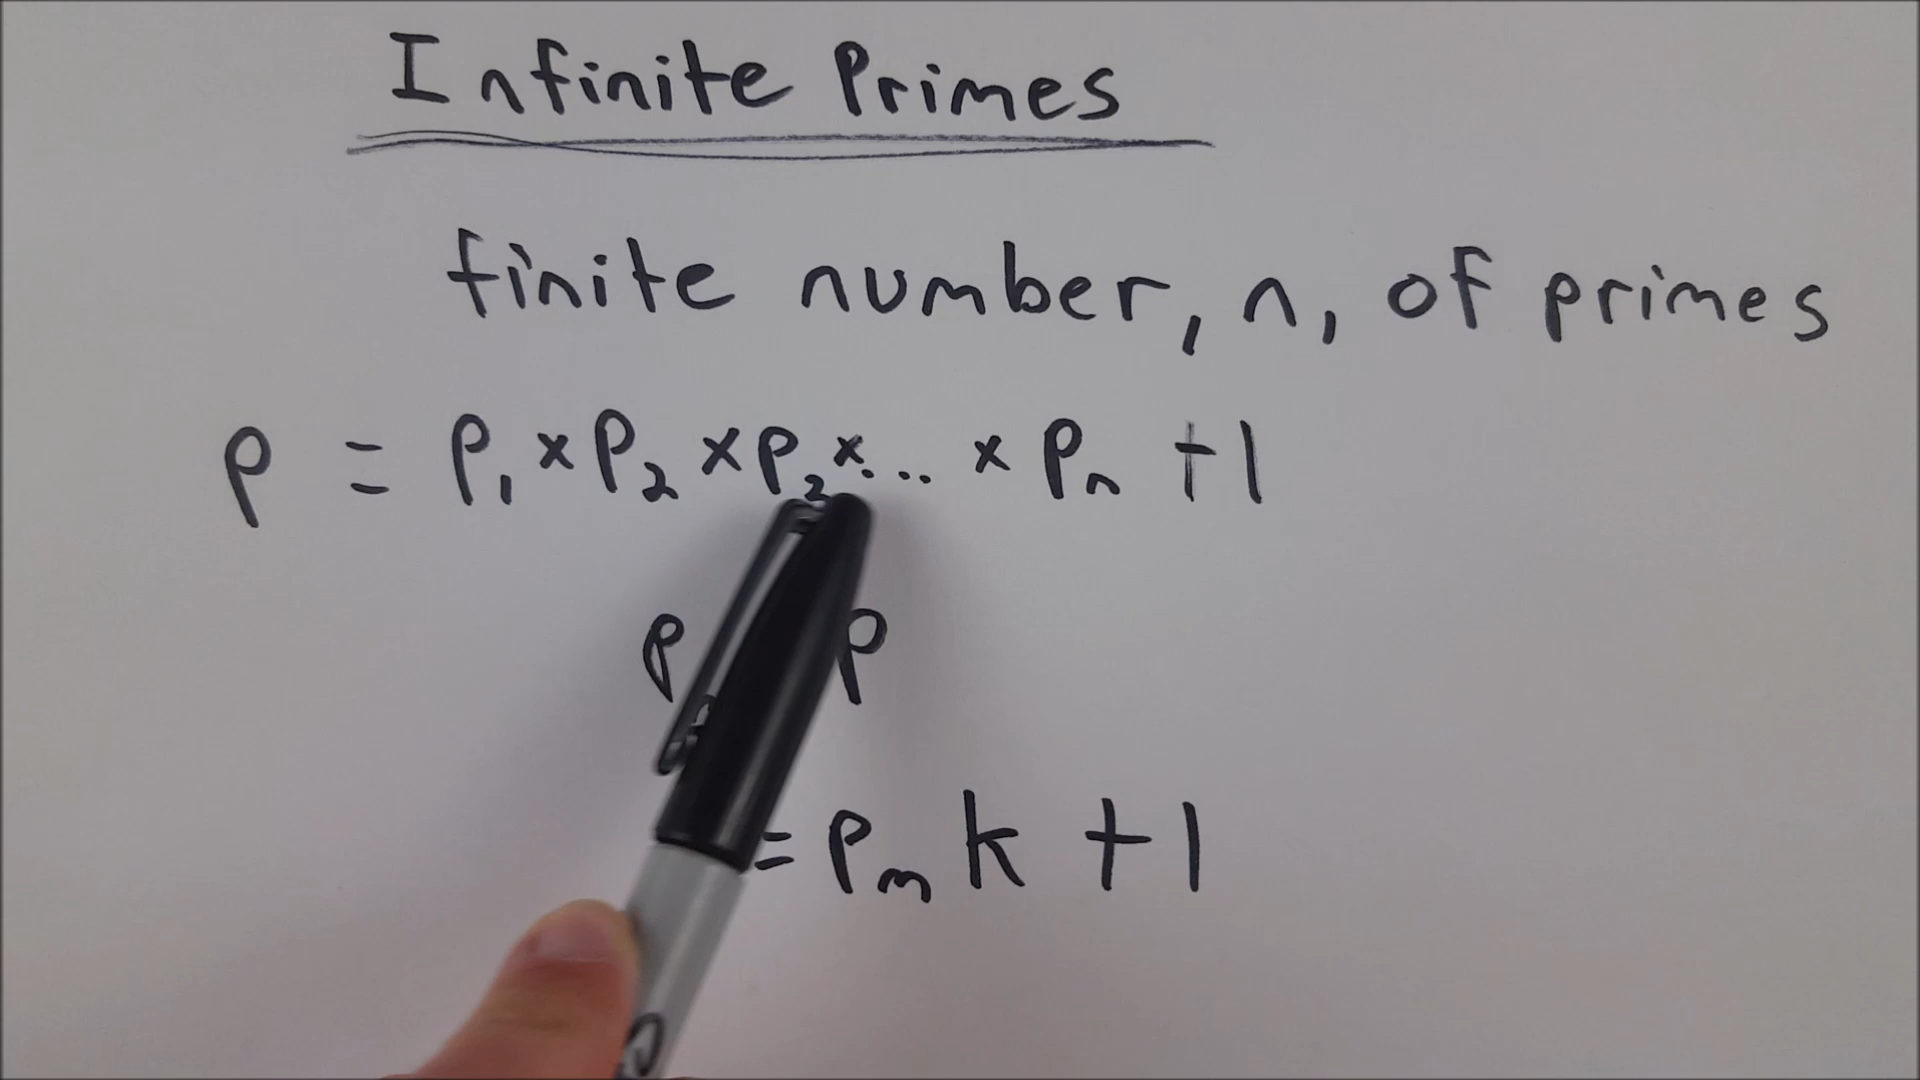 Infinite Primes
finite number, n, of primes
p = p₁ × p₂ × p₃ × ... × pₙ + 1
p p
= pₘ k + 1